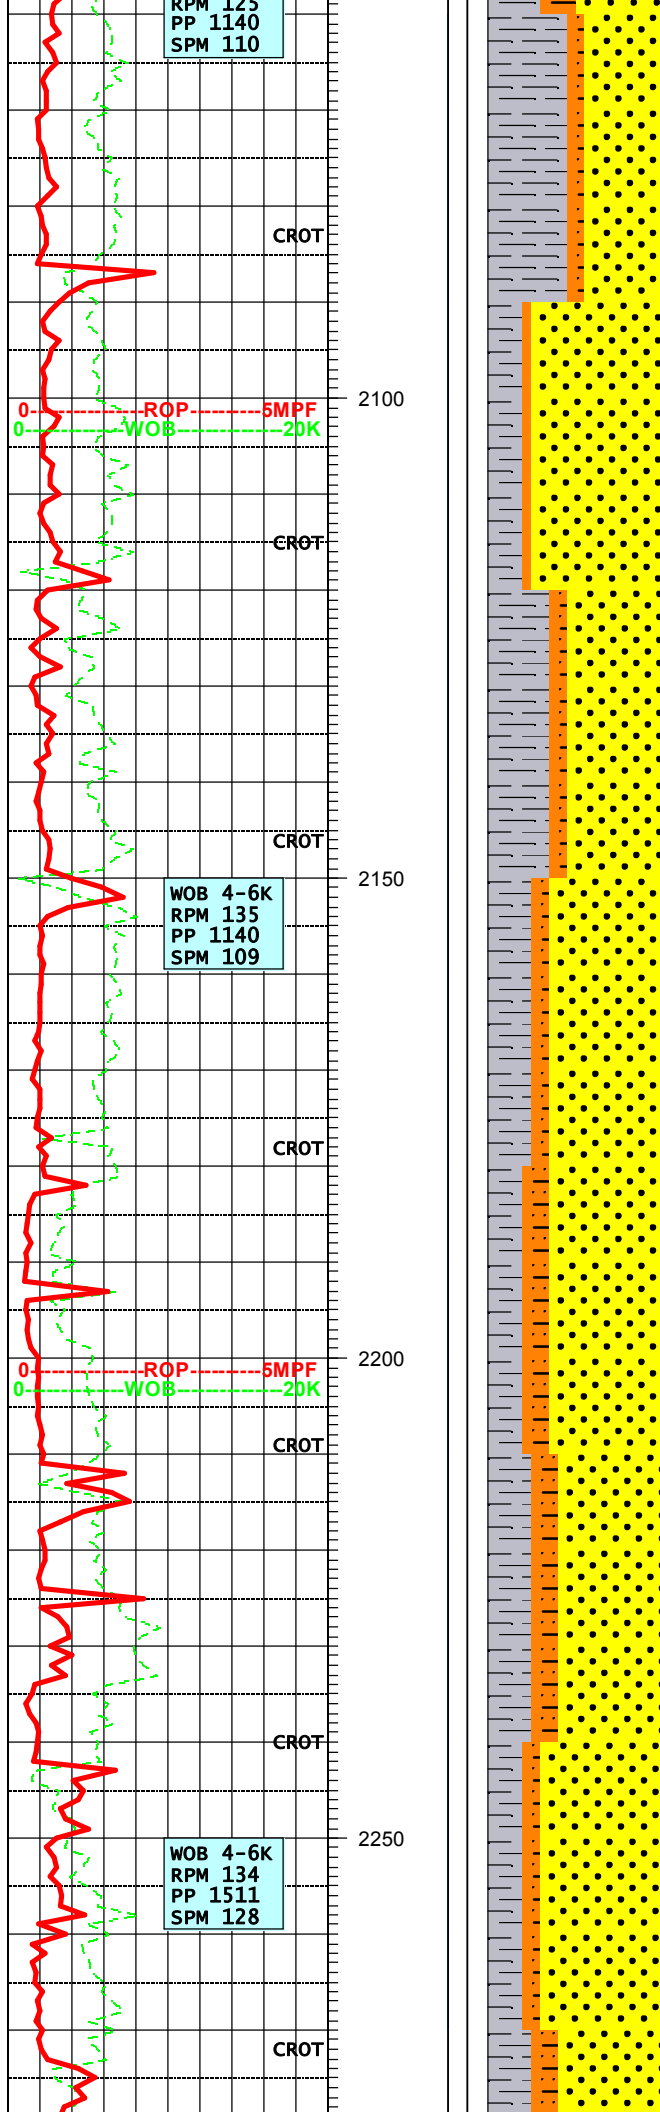 RPM 125
PP 1140
SPM 110
CROT
2100
0-----------------ROP-----------5MPF
0---------------WOB----------------20K
CROT
CROT
2150
WOB 4-6K
RPM 135
PP 1140
SPM 109
CROT
2200
0-----------------ROP-----------5MPF
0---------------WOB----------------20K
CROT
CROT
2250
WOB 4-6K
RPM 134
PP 1511
SPM 128
CROT